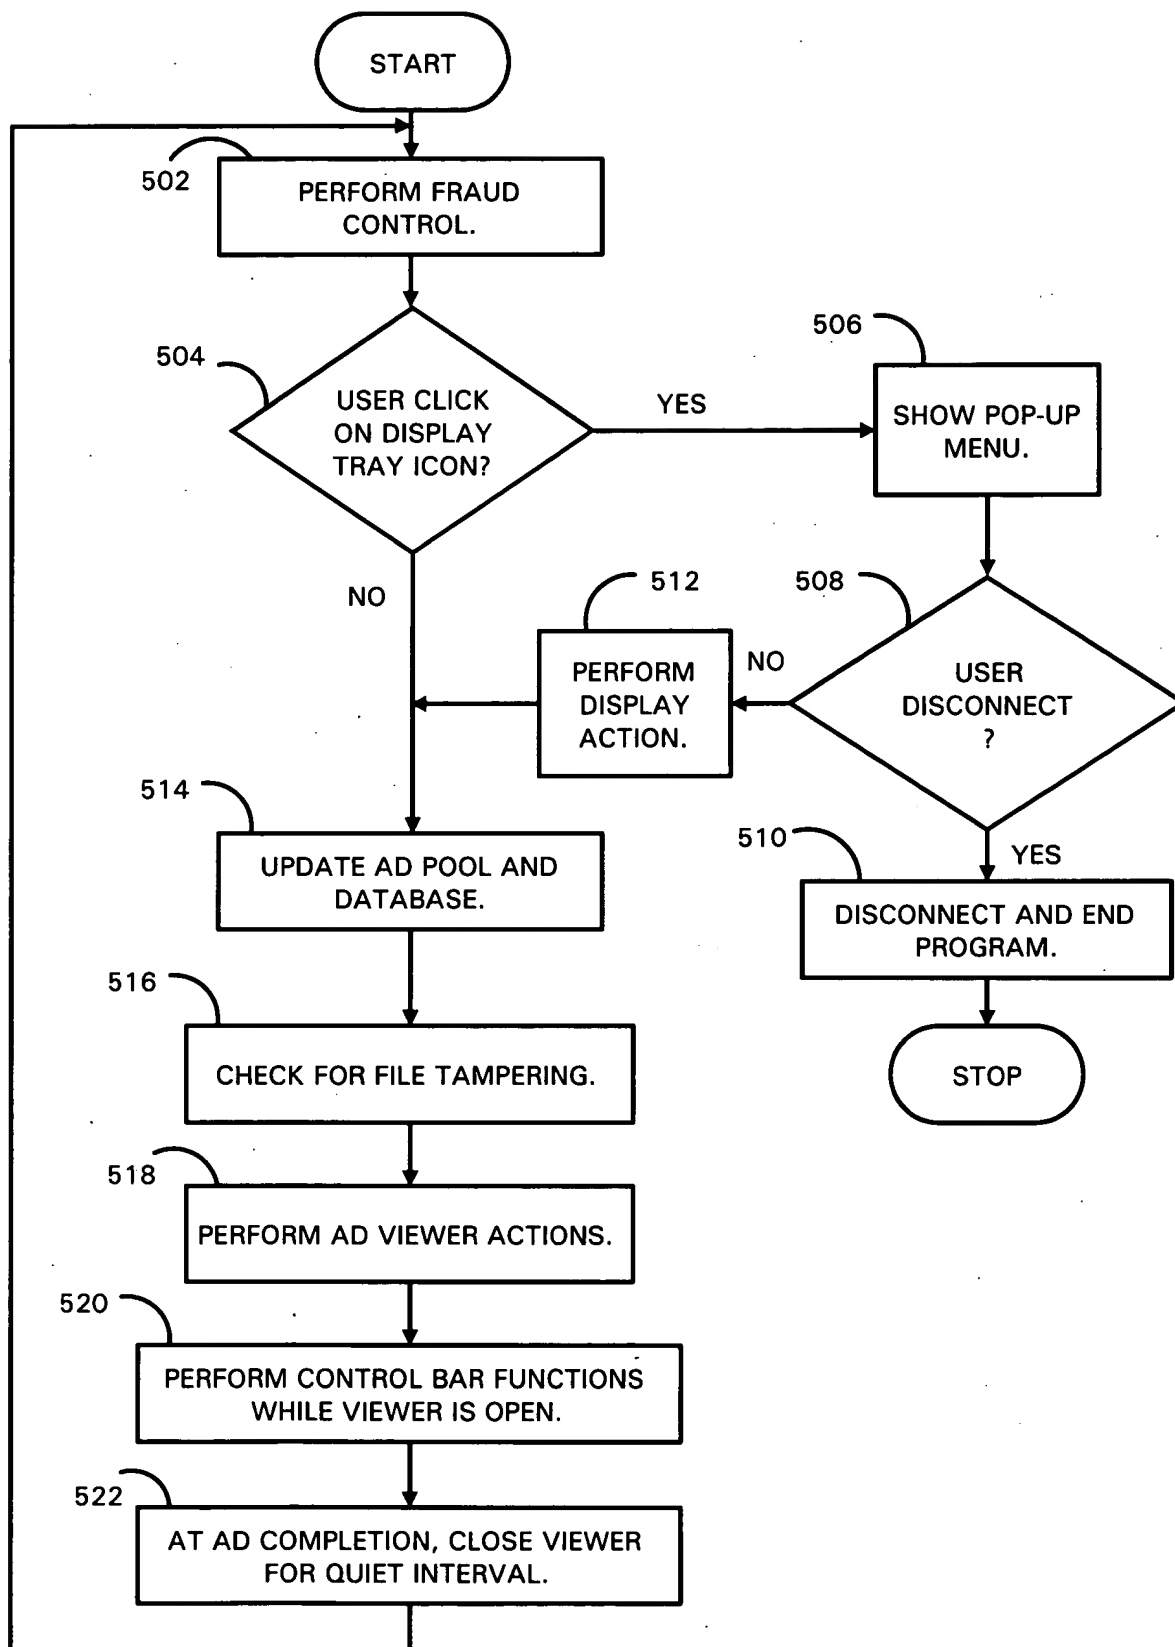 START
502
PERFORM FRAUD
CONTROL.
504
USER CLICK
ON DISPLAY
TRAY ICON?
YES
506
SHOW POP-UP
MENU.
NO
512
PERFORM
DISPLAY
ACTION.
NO
508
USER
DISCONNECT
?
YES
510
DISCONNECT AND END
PROGRAM.
STOP
514
UPDATE AD POOL AND
DATABASE.
516
CHECK FOR FILE TAMPERING.
518
PERFORM AD VIEWER ACTIONS.
520
PERFORM CONTROL BAR FUNCTIONS
WHILE VIEWER IS OPEN.
522
AT AD COMPLETION, CLOSE VIEWER
FOR QUIET INTERVAL.